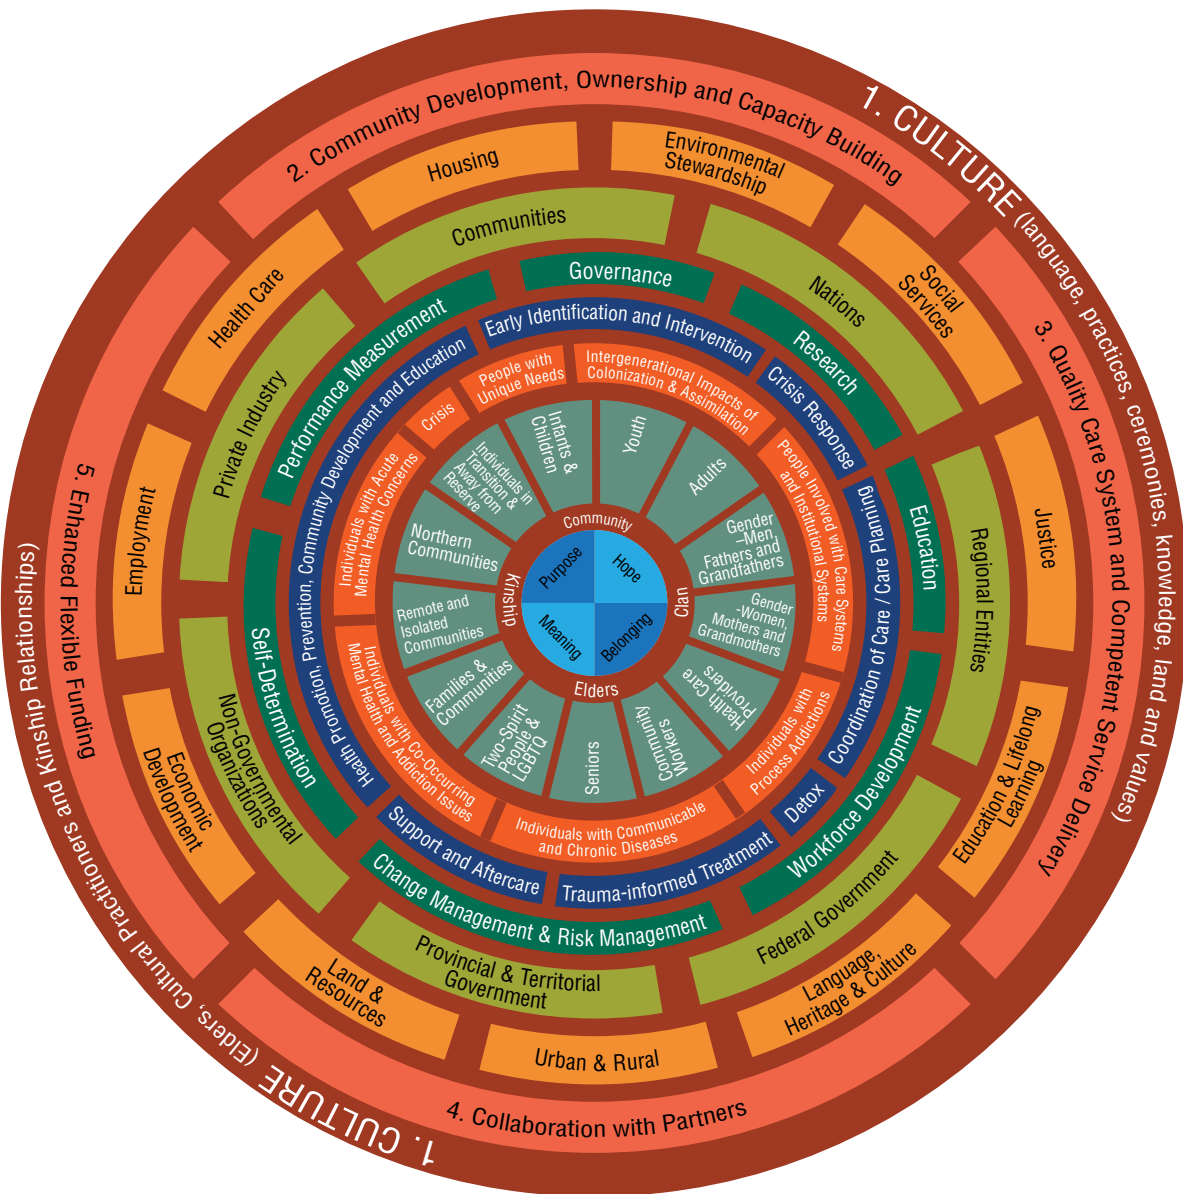 1. CULTURE (language, practices, ceremonies, knowledge, land and values)
1. CULTURE (Elders, Cultural Practitioners and Kinship Relationships)
2. Community Development, Ownership and Capacity Building
3. Quality Care System and Competent Service Delivery
4. Collaboration with Partners
5. Enhanced Flexible Funding
Housing
Environmental
Stewardship
Social
Services
Justice
Education & Lifelong
Learning
Language,
Heritage & Culture
Urban & Rural
Land &
Resources
Economic
Development
Employment
Health Care
Communities
Nations
Regional Entities
Federal Government
Provincial & Territorial
Government
Non-Governmental
Organizations
Private Industry
Governance
Research
Education
Workforce Development
Change Management & Risk Management
Self-Determination
Performance Measurement
Early Identification and Intervention
Crisis Response
Coordination of Care / Care Planning
Detox
Trauma-informed Treatment
Support and Aftercare
Health Promotion, Prevention, Community Development and Education
People with
Unique Needs
Intergenerational Impacts of
Colonization & Assimilation
People Involved with Care Systems
and Institutional Systems
Individuals with
Process Addictions
Individuals with Communicable
and Chronic Diseases
Individuals with Co-Occurring
Mental Health and Addiction Issues
Individuals with Acute
Mental Health Concerns
Crisis
Infants &
Children
Youth
Adults
Gender
–Men,
Fathers and
Grandfathers
Gender
-Women,
Mothers and
Grandmothers
Health Care
Providers
Community
Workers
Seniors
Two-Spirit
People &
LGBTQ
Families &
Communities
Remote and
Isolated
Communities
Northern
Communities
Individuals in
Transition &
Away from
Reserve
Community
Clan
Elders
Kinship
Purpose
Hope
Belonging
Meaning